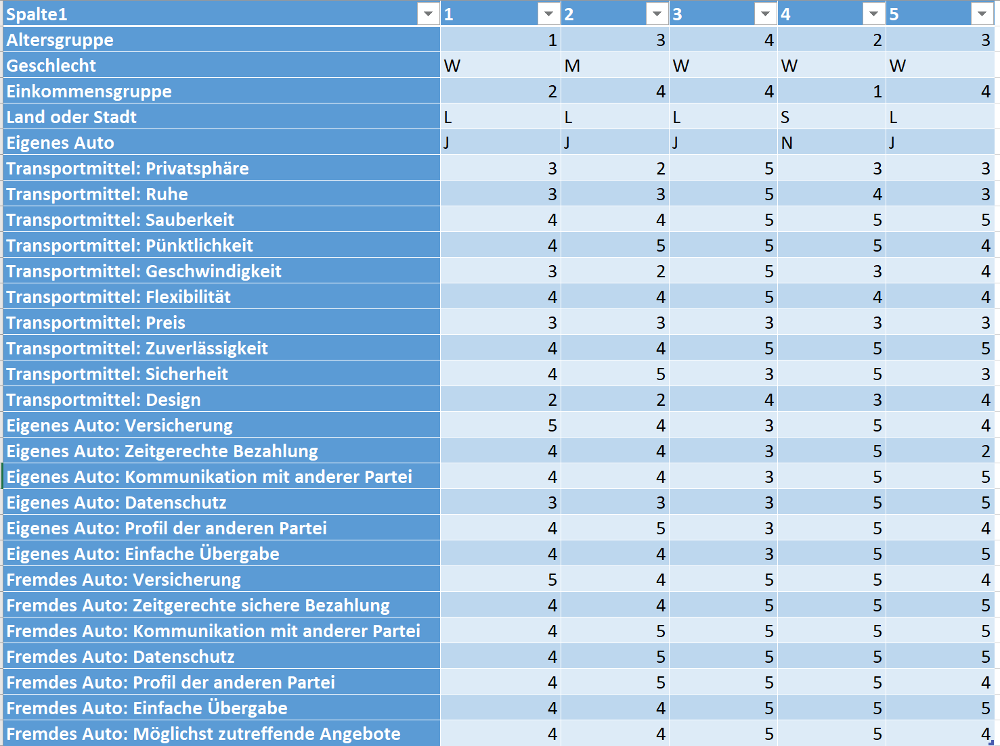 Spalte1 1 2 3 4 5
Altersgruppe 1 3 4 2 3
Geschlecht W M W W W
Einkommensgruppe 2 4 4 1 4
Land oder Stadt L L L S L
Eigenes Auto J J J N J
Transportmittel: Privatsphäre 3 2 5 3 3
Transportmittel: Ruhe 3 3 5 4 3
Transportmittel: Sauberkeit 4 4 5 5 5
Transportmittel: Pünktlichkeit 4 5 5 5 4
Transportmittel: Geschwindigkeit 3 2 5 3 4
Transportmittel: Flexibilität 4 4 5 4 4
Transportmittel: Preis 3 3 3 3 3
Transportmittel: Zuverlässigkeit 4 4 5 5 5
Transportmittel: Sicherheit 4 5 3 5 3
Transportmittel: Design 2 2 4 3 4
Eigenes Auto: Versicherung 5 4 3 5 4
Eigenes Auto: Zeitgerechte Bezahlung 4 4 3 5 2
Eigenes Auto: Kommunikation mit anderer Partei 4 4 3 5 5
Eigenes Auto: Datenschutz 3 3 3 5 5
Eigenes Auto: Profil der anderen Partei 4 5 3 5 4
Eigenes Auto: Einfache Übergabe 4 4 3 5 5
Fremdes Auto: Versicherung 5 4 5 5 4
Fremdes Auto: Zeitgerechte sichere Bezahlung 4 4 5 5 5
Fremdes Auto: Kommunikation mit anderer Partei 4 5 5 5 5
Fremdes Auto: Datenschutz 4 5 5 5 5
Fremdes Auto: Profil der anderen Partei 4 5 5 5 4
Fremdes Auto: Einfache Übergabe 4 4 5 5 5
Fremdes Auto: Möglichst zutreffende Angebote 4 4 5 5 4